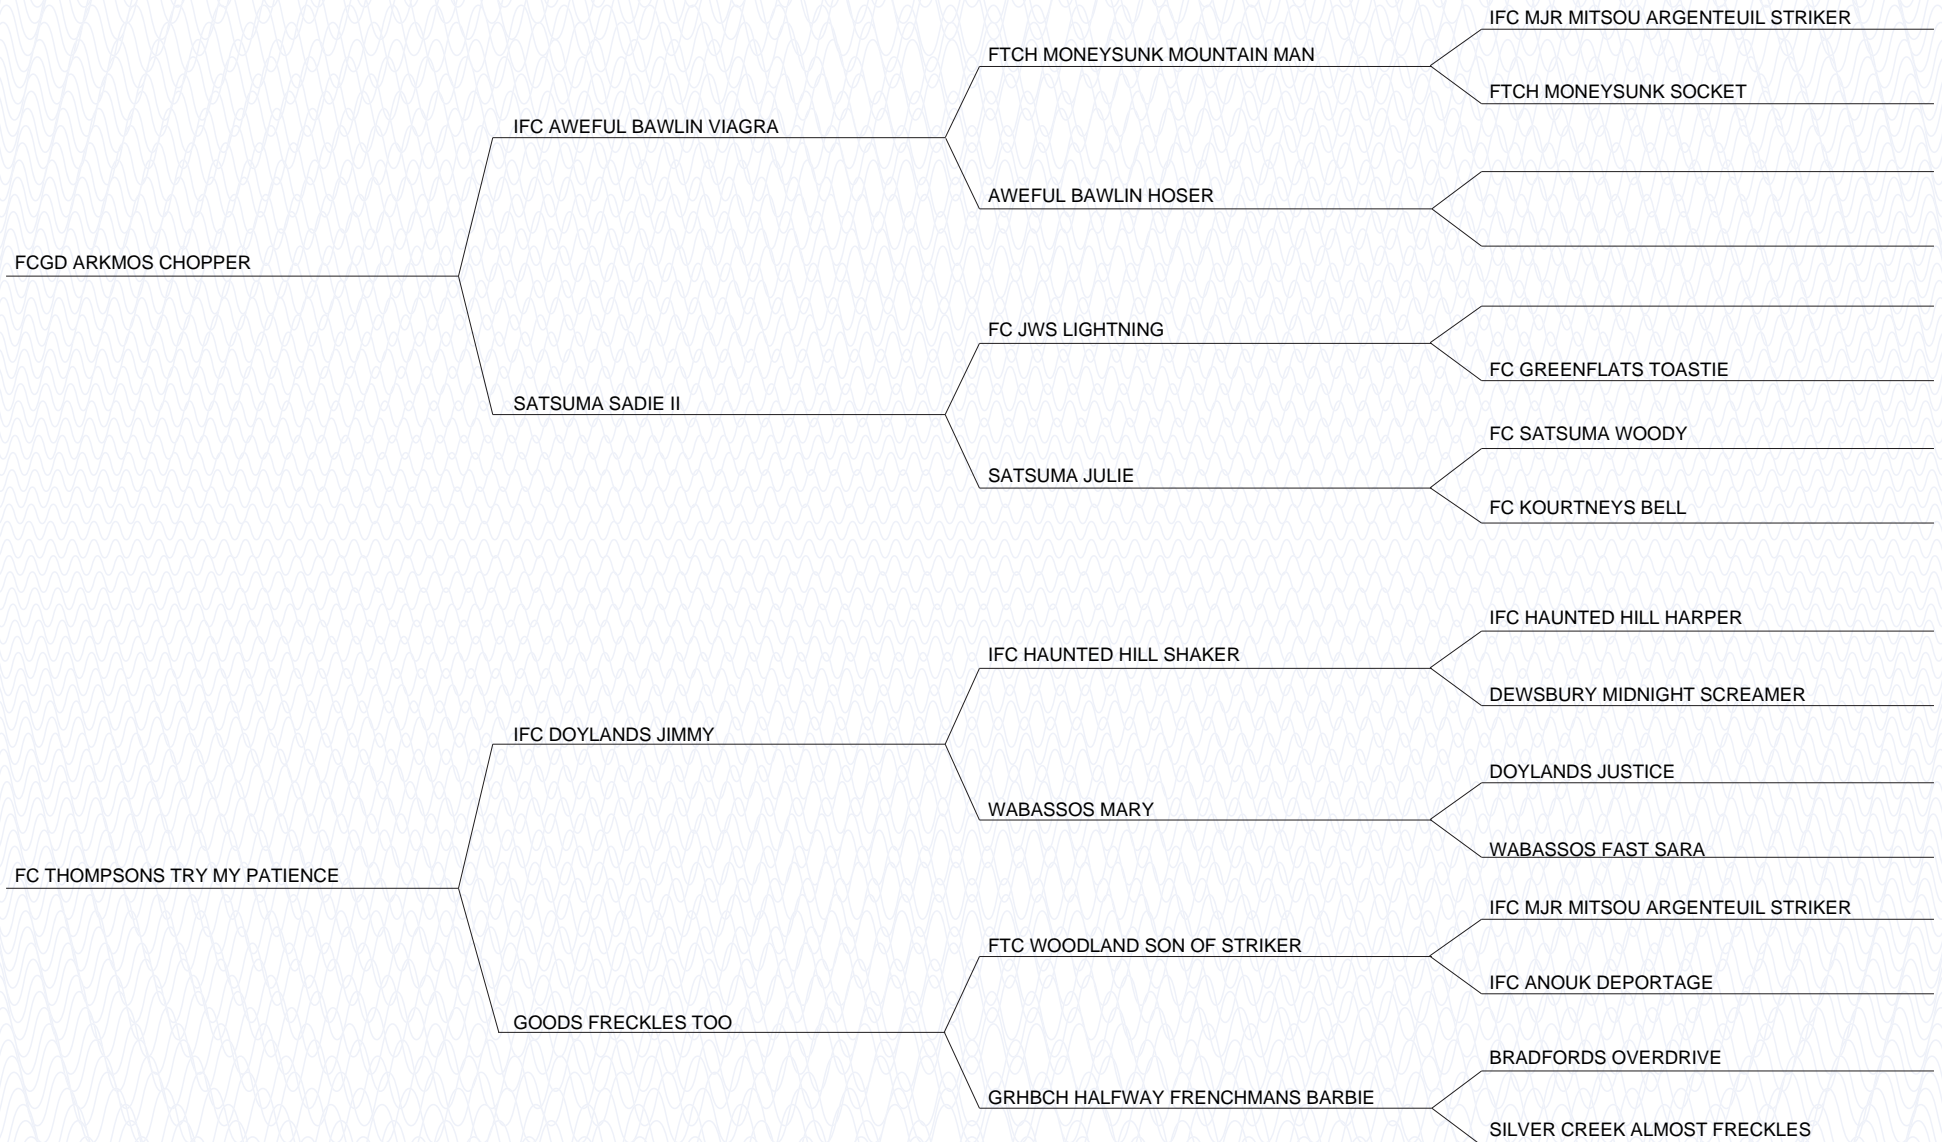 IFC MJR MITSOU ARGENTEUIL STRIKER
FTCH MONEYSUNK MOUNTAIN MAN
FTCH MONEYSUNK SOCKET
IFC AWEFUL BAWLIN VIAGRA
AWEFUL BAWLIN HOSER
FCGD ARKMOS CHOPPER
FC JWS LIGHTNING
FC GREENFLATS TOASTIE
SATSUMA SADIE II
FC SATSUMA WOODY
SATSUMA JULIE
FC KOURTNEYS BELL
IFC HAUNTED HILL HARPER
IFC HAUNTED HILL SHAKER
DEWSBURY MIDNIGHT SCREAMER
IFC DOYLANDS JIMMY
DOYLANDS JUSTICE
WABASSOS MARY
WABASSOS FAST SARA
FC THOMPSONS TRY MY PATIENCE
IFC MJR MITSOU ARGENTEUIL STRIKER
FTC WOODLAND SON OF STRIKER
IFC ANOUK DEPORTAGE
GOODS FRECKLES TOO
BRADFORDS OVERDRIVE
GRHBCH HALFWAY FRENCHMANS BARBIE
SILVER CREEK ALMOST FRECKLES